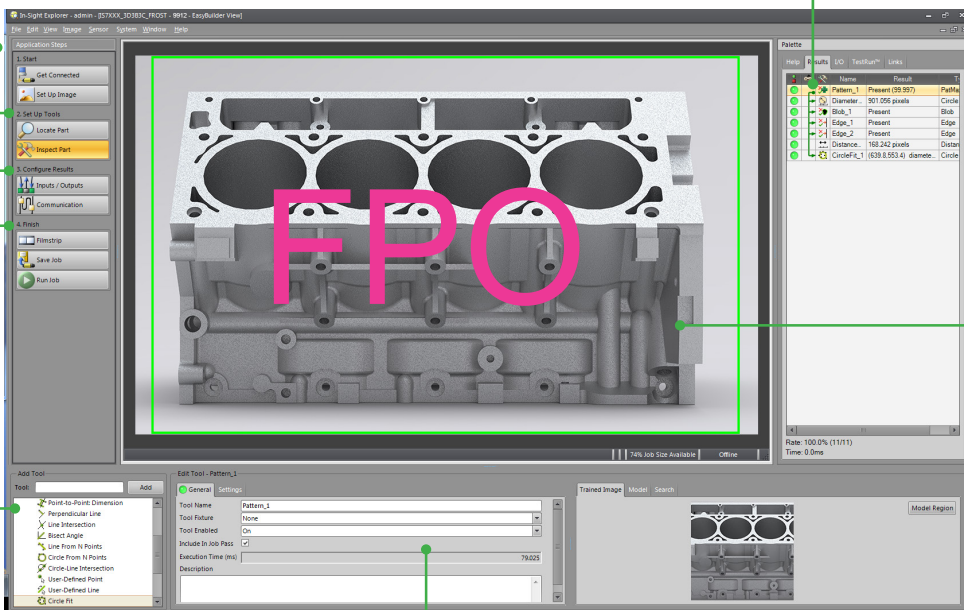 In-Sight Explorer - admin - [IS7XXX_3D383C_FROST - 9912 - EasyBuilder View]
File Edit View Image Sensor System Window Help
Application Steps
1. Start
Get Connected
Set Up Image
2. Set Up Tools
Locate Part
Inspect Part
3. Configure Results
Inputs / Outputs
Communication
4. Finish
Filmstrip
Save Job
Run Job
FPO
74% Job Size Available Offline
Palette
Help Results I/O TestRun™ Links
Name Result
Pattern_1 Present (99.997) PatMa
Diameter... 901.056 pixels Circle
Blob_1 Present Blob
Edge_1 Present Edge
Edge_2 Present Edge
Distance... 168.242 pixels Distan
CircleFit_1 (639.8,553.4) diamete... Circle
Rate: 100.0% (11/11)
Time: 0.0ms
Add Tool
Tool: Add
Point-to-Point: Dimension
Perpendicular Line
Line Intersection
Bisect Angle
Line From N Points
Circle From N Points
Circle-Line Intersection
User-Defined Point
User-Defined Line
Circle Fit
Edit Tool - Pattern_1
General Settings
Tool Name Pattern_1
Tool Fixture None
Tool Enabled On
Include In Job Pass
Execution Time (ms) 79.025
Description
Trained Image Model Search
Model Region